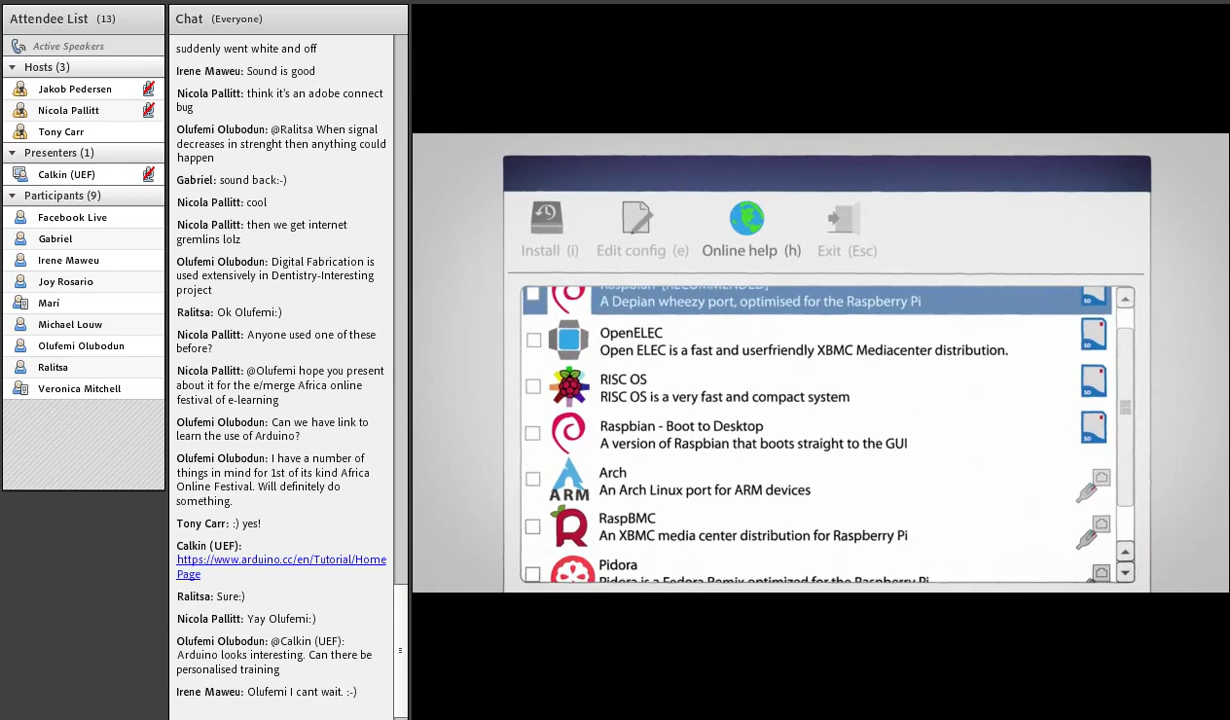 Attendee List (13)
Active Speakers
Hosts (3)
Jakob Pedersen
Nicola Pallitt
Tony Carr
Presenters (1)
Calkin (UEF)
Participants (9)
Facebook Live
Gabriel
Irene Maweu
Joy Rosario
Marí
Michael Louw
Olufemi Olubodun
Ralitsa
Veronica Mitchell
Chat (Everyone)
suddenly went white and off
Irene Maweu: Sound is good
Nicola Pallitt: think it's an adobe connect
bug
Olufemi Olubodun: @Ralitsa When signal
decreases in strenght then anything could
happen
Gabriel: sound back:-)
Nicola Pallitt: cool
Nicola Pallitt: then we get internet
gremlins lolz
Olufemi Olubodun: Digital Fabrication is
used extensively in Dentistry-Interesting
project
Ralitsa: Ok Olufemi:)
Nicola Pallitt: Anyone used one of these
before?
Nicola Pallitt: @Olufemi hope you present
about it for the e/merge Africa online
festival of e-learning
Olufemi Olubodun: Can we have link to
learn the use of Arduino?
Olufemi Olubodun: I have a number of
things in mind for 1st of its kind Africa
Online Festival. Will definitely do
something.
Tony Carr: :) yes!
Calkin (UEF):
https://www.arduino.cc/en/Tutorial/Home
Page
Ralitsa: Sure:)
Nicola Pallitt: Yay Olufemi:)
Olufemi Olubodun: @Calkin (UEF):
Arduino looks interesting. Can there be
personalised training
Irene Maweu: Olufemi I cant wait. :-)
Install (i) Edit config (e) Online help (h) Exit (Esc)
Raspbian [RECOMMENDED]
A Depian wheezy port, optimised for the Raspberry Pi
OpenELEC
Open ELEC is a fast and userfriendly XBMC Mediacenter distribution.
RISC OS
RISC OS is a very fast and compact system
Raspbian - Boot to Desktop
A version of Raspbian that boots straight to the GUI
Arch
An Arch Linux port for ARM devices
ARM
RaspBMC
An XBMC media center distribution for Raspberry Pi
Pidora
Pidora is a Fedora Remix optimized for the Raspberry Pi
SD
SD
SD
SD